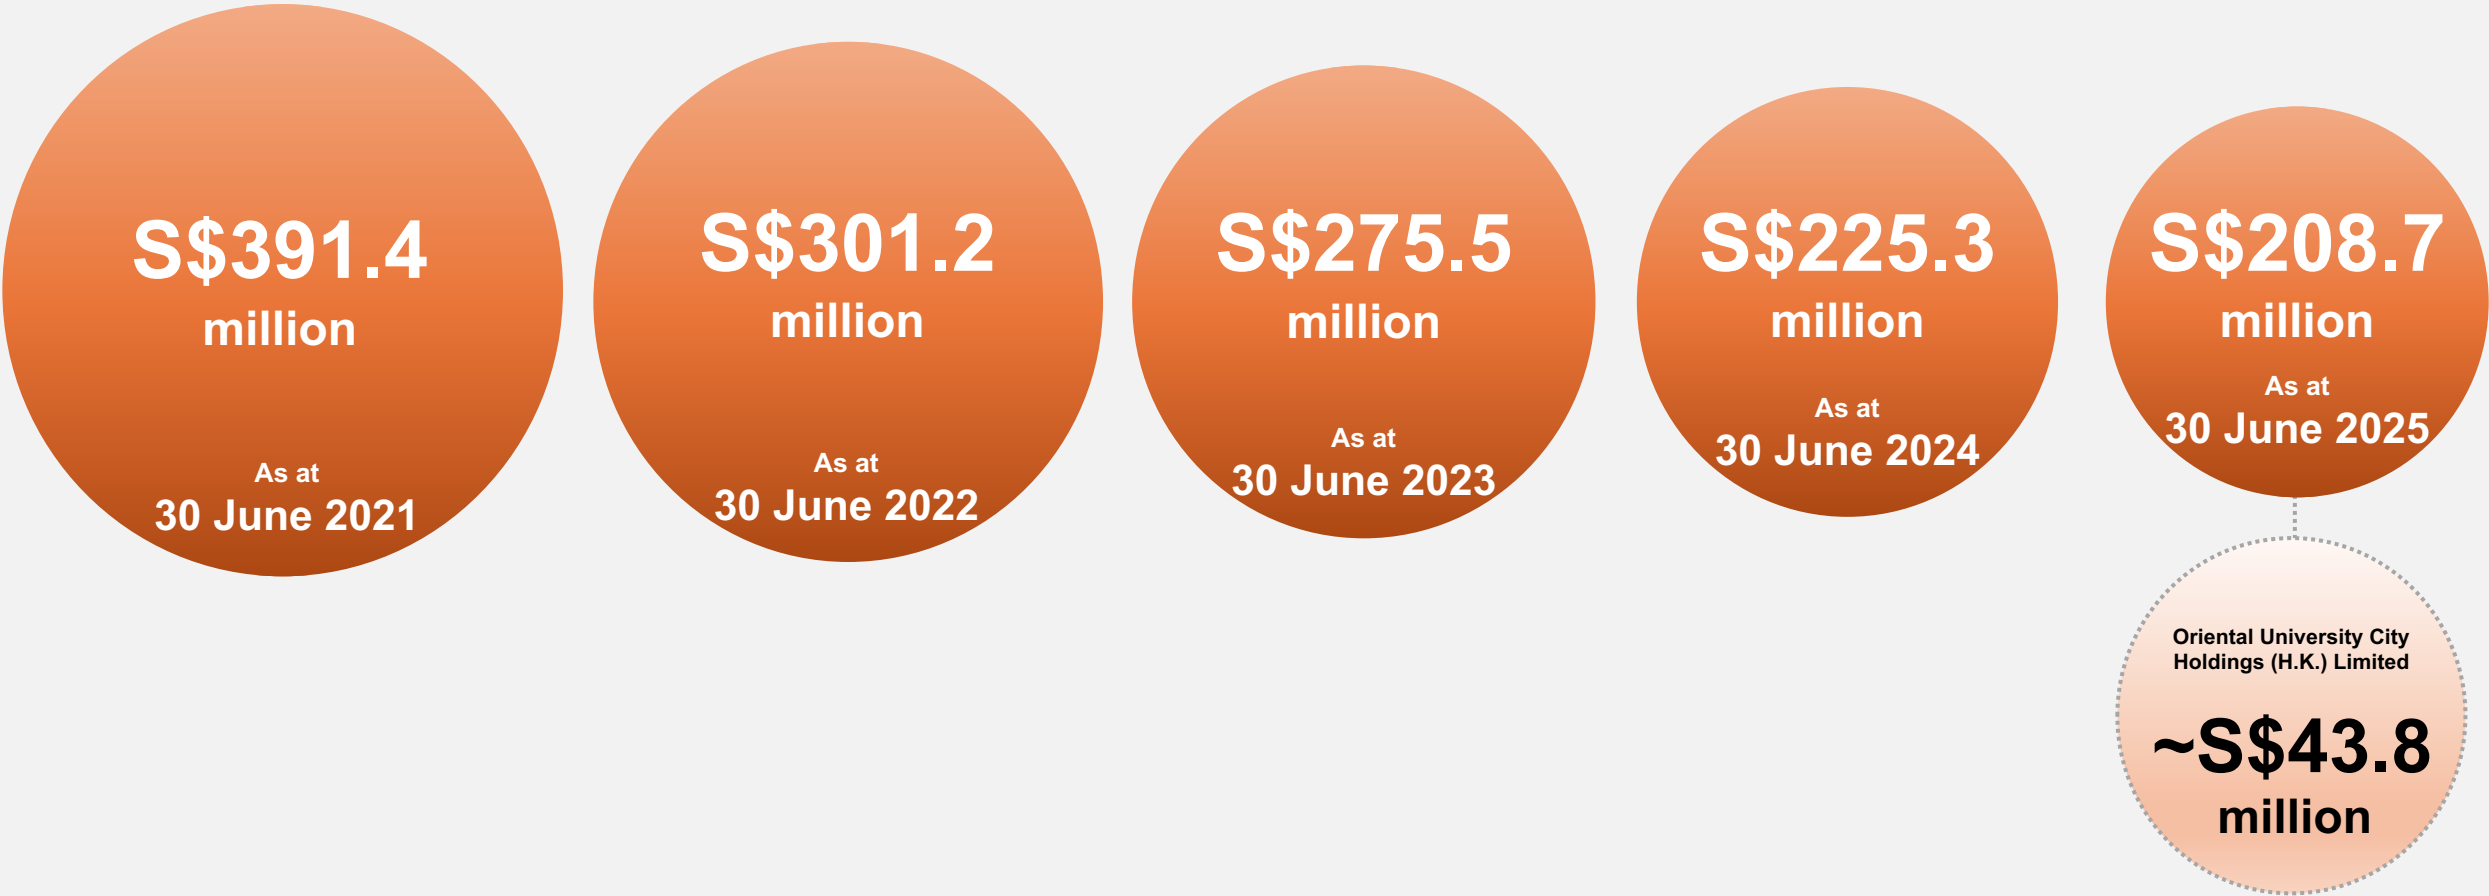 S$391.4
million
As at
30 June 2021
S$301.2
million
As at
30 June 2022
S$275.5
million
As at
30 June 2023
S$225.3
million
As at
30 June 2024
S$208.7
million
As at
30 June 2025
Oriental University City
Holdings (H.K.) Limited
~S$43.8
million